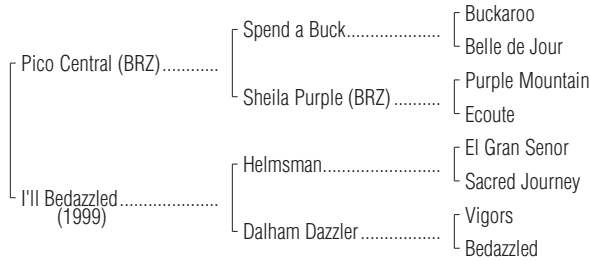 Buckaroo
Spend a Buck...................
Belle de Jour
Pico Central (BRZ)............
Purple Mountain
Sheila Purple (BRZ) ..........
Ecoute
El Gran Senor
Helmsman........................
Sacred Journey
I'll Bedazzled.....................
(1999)
Vigors
Dalham Dazzler.................
Bedazzled